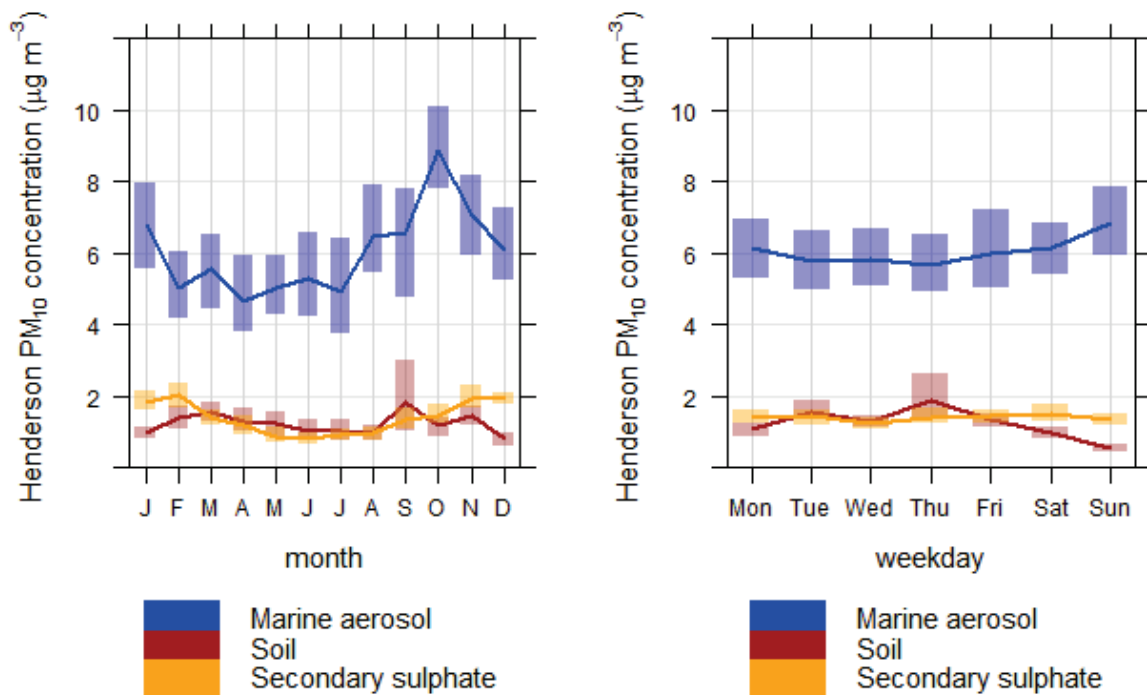 Henderson PM₁₀ concentration (µg m⁻³)
10
8
6
4
2
J F M A M J J A S O N D
month
Marine aerosol
Soil
Secondary sulphate
Henderson PM₁₀ concentration (µg m⁻³)
10
8
6
4
2
Mon Tue Wed Thu Fri Sat Sun
weekday
Marine aerosol
Soil
Secondary sulphate